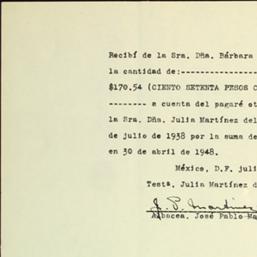 Recibí de la Sra. Dña. Bárbara
la cantidad de:-----------------
$170.54 (CIENTO SETENTA PESOS C
-------- a cuenta del pagaré ot
la Sra. Dña. Julia Martínez del
de julio de 1938 por la suma de
en 30 de abril de 1948.
México, D.F. juli
Testª. Julia Martínez d
J. P. Martínez
Albacea. José Pablo-Ma